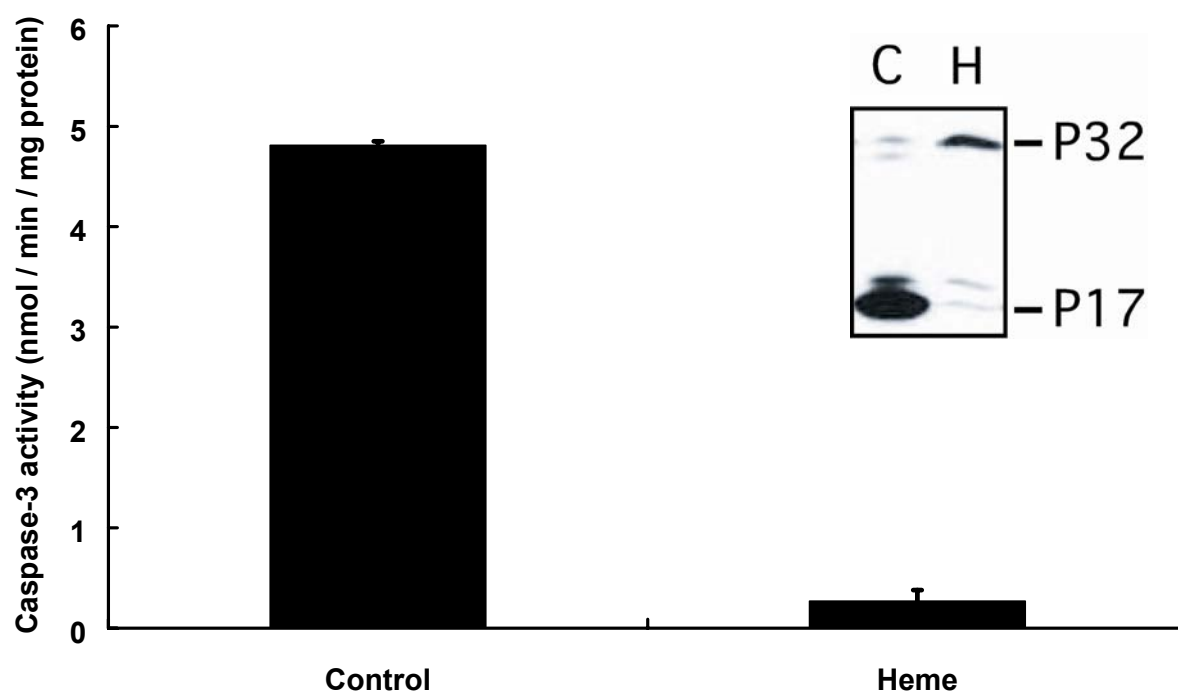 Caspase-3 activity (nmol / min / mg protein)
6
5
4
3
2
1
0
C H
P32
P17
Control Heme